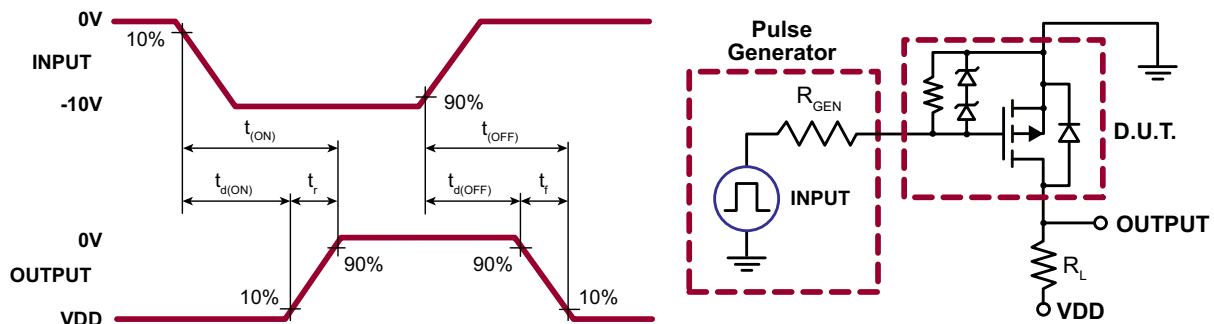 0V
10%
INPUT
-10V
90%
t(ON)
t(OFF)
td(ON)
tr
td(OFF)
tf
0V
OUTPUT
90%
90%
10%
10%
VDD
Pulse
Generator
RGEN
INPUT
D.U.T.
OUTPUT
RL
VDD